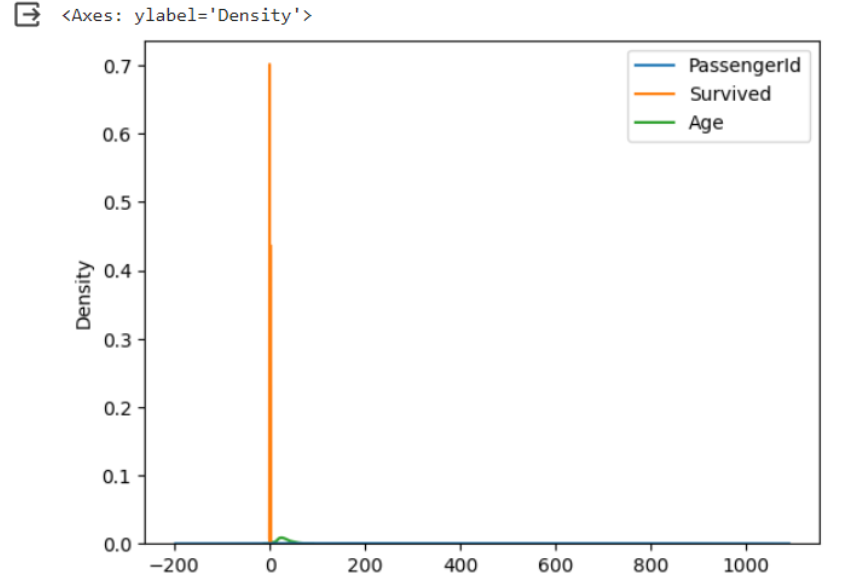 <Axes: ylabel='Density'>
PassengerId
Survived
Age
Density
0.7
0.6
0.5
0.4
0.3
0.2
0.1
0.0
−200 0 200 400 600 800 1000